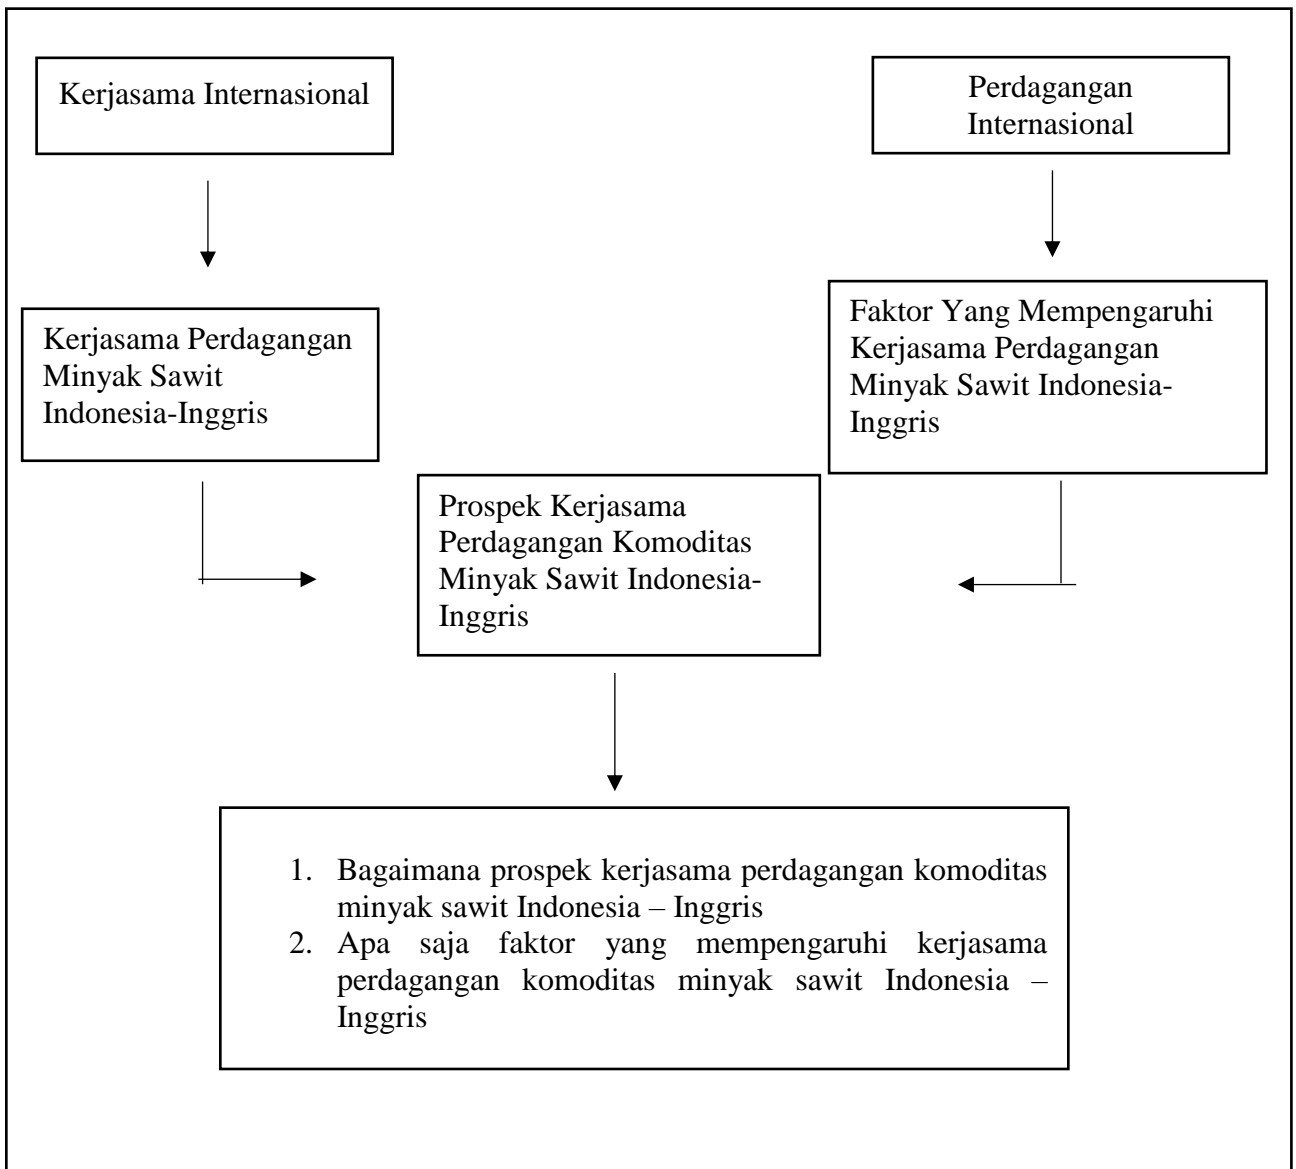 Kerjasama Internasional
Perdagangan
Internasional
Kerjasama Perdagangan
Minyak Sawit
Indonesia-Inggris
Faktor Yang Mempengaruhi
Kerjasama Perdagangan
Minyak Sawit Indonesia-
Inggris
Prospek Kerjasama
Perdagangan Komoditas
Minyak Sawit Indonesia-
Inggris
1. Bagaimana prospek kerjasama perdagangan komoditas
minyak sawit Indonesia – Inggris
2. Apa saja faktor yang mempengaruhi kerjasama
perdagangan komoditas minyak sawit Indonesia –
Inggris